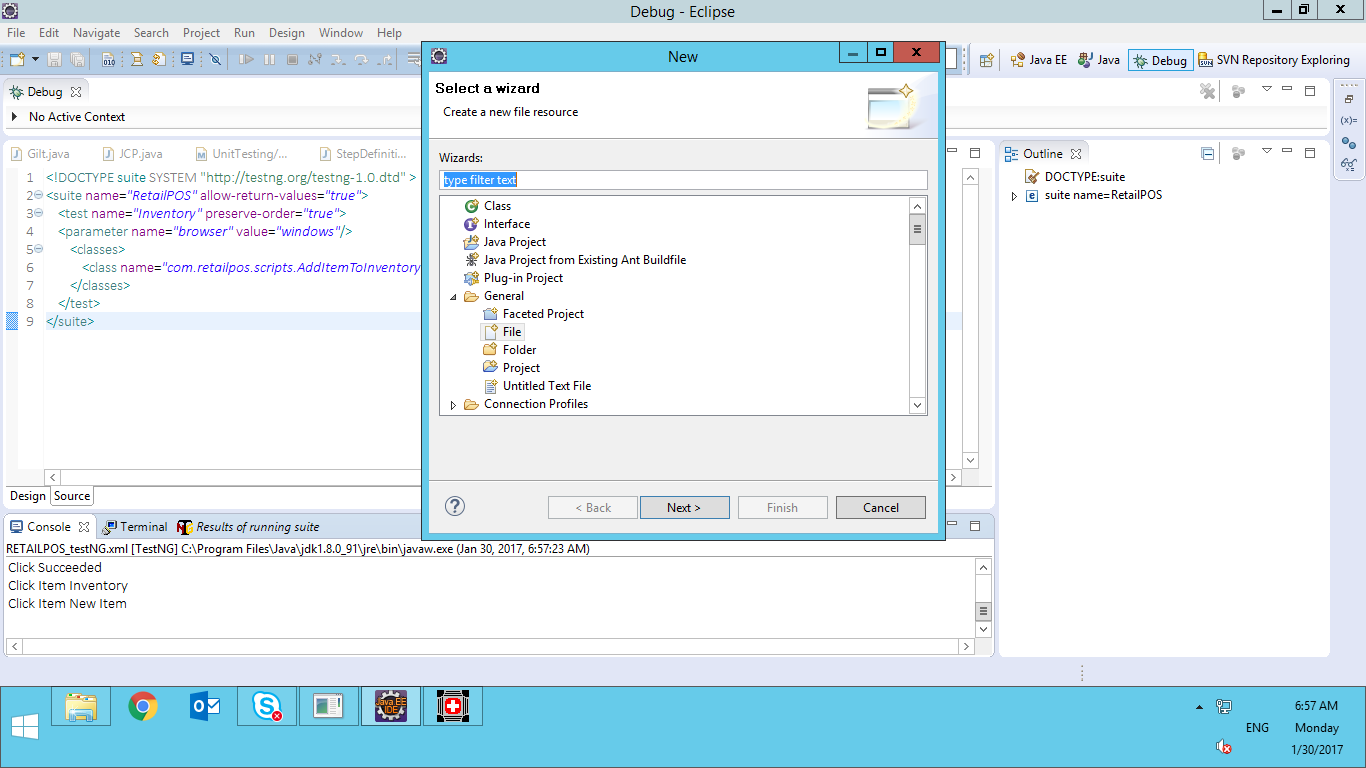 Debug - Eclipse
File Edit Navigate Search Project Run Design Window Help
Java EE Java Debug SVN Repository Exploring
Debug
No Active Context
Gilt.java JCP.java UnitTesting/... StepDefiniti...
1 <!DOCTYPE suite SYSTEM "http://testng.org/testng-1.0.dtd" >
2 <suite name="RetailPOS" allow-return-values="true">
3 <test name="Inventory" preserve-order="true">
4 <parameter name="browser" value="windows"/>
5 <classes>
6 <class name="com.retailpos.scripts.AddItemToInventory
7 </classes>
8 </test>
9 </suite>
Design Source
New
Select a wizard
Create a new file resource
Wizards:
type filter text
Class
Interface
Java Project
Java Project from Existing Ant Buildfile
Plug-in Project
General
Faceted Project
File
Folder
Project
Untitled Text File
Connection Profiles
? < Back Next > Finish Cancel
Outline
DOCTYPE:suite
suite name=RetailPOS
(x)=
Console Terminal Results of running suite
RETAILPOS_testNG.xml [TestNG] C:\Program Files\Java\jdk1.8.0_91\jre\bin\javaw.exe (Jan 30, 2017, 6:57:23 AM)
Click Succeeded
Click Item Inventory
Click Item New Item
Java EE
IDE
ENG
6:57 AM
Monday
1/30/2017